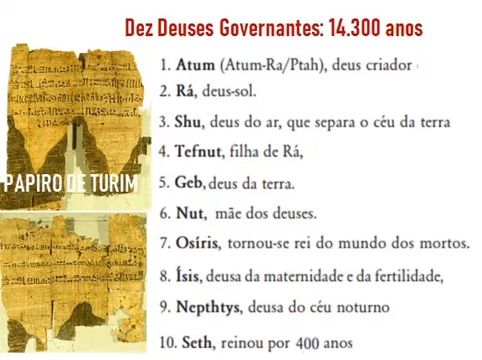 Dez Deuses Governantes: 14.300 anos
1. Atum (Atum-Ra/Ptah), deus criador
2. Rá, deus-sol.
3. Shu, deus do ar, que separa o céu da terra
4. Tefnut, filha de Rá,
PAPIRO DE TURIM
5. Geb, deus da terra.
6. Nut, mãe dos deuses.
7. Osíris, tornou-se rei do mundo dos mortos.
8. Ísis, deusa da maternidade e da fertilidade,
9. Nepthtys, deusa do céu noturno
10. Seth, reinou por 400 anos